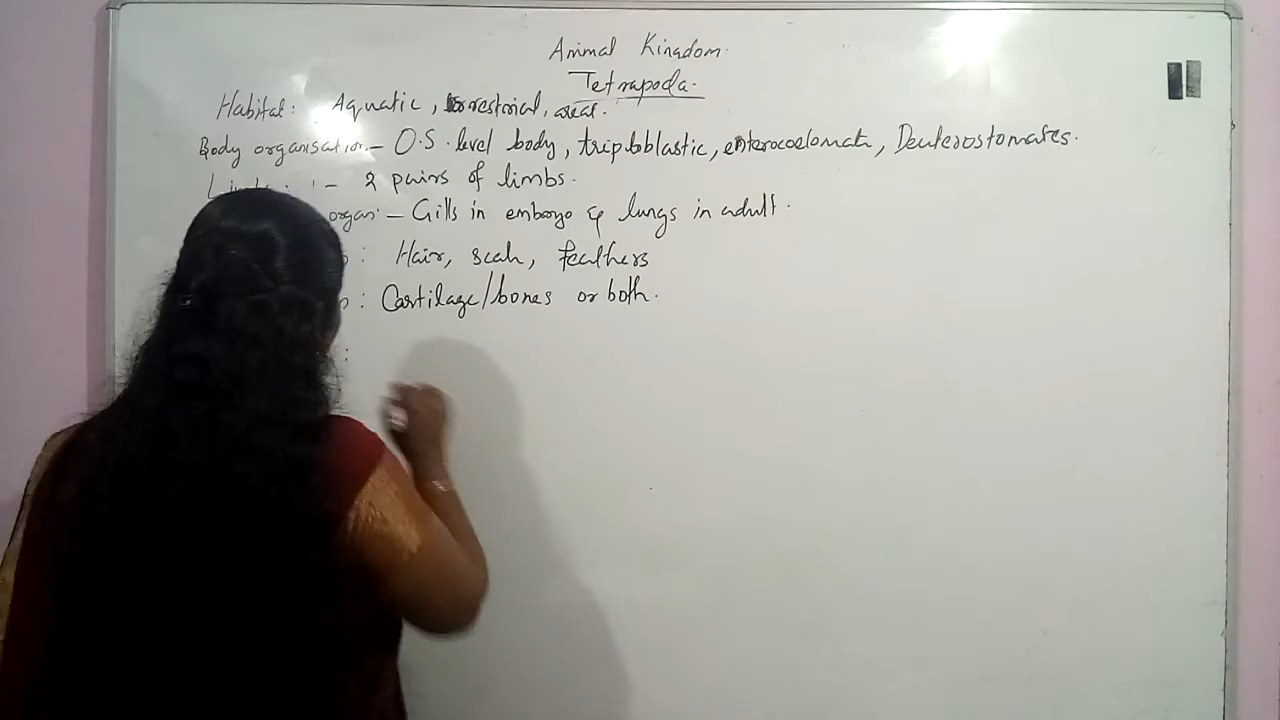 Animal Kingdom.
Tetrapoda.
Habitat: Aquatic, terrestrial, areal.
Body organisation - O.S. level body, triploblastic, enterocoelomate, Deuterostomates.
- 2 pairs of limbs.
organ - Gills in embryo & lungs in adult.
: Hair, scale, feathers
: Cartilage/bones or both.
: